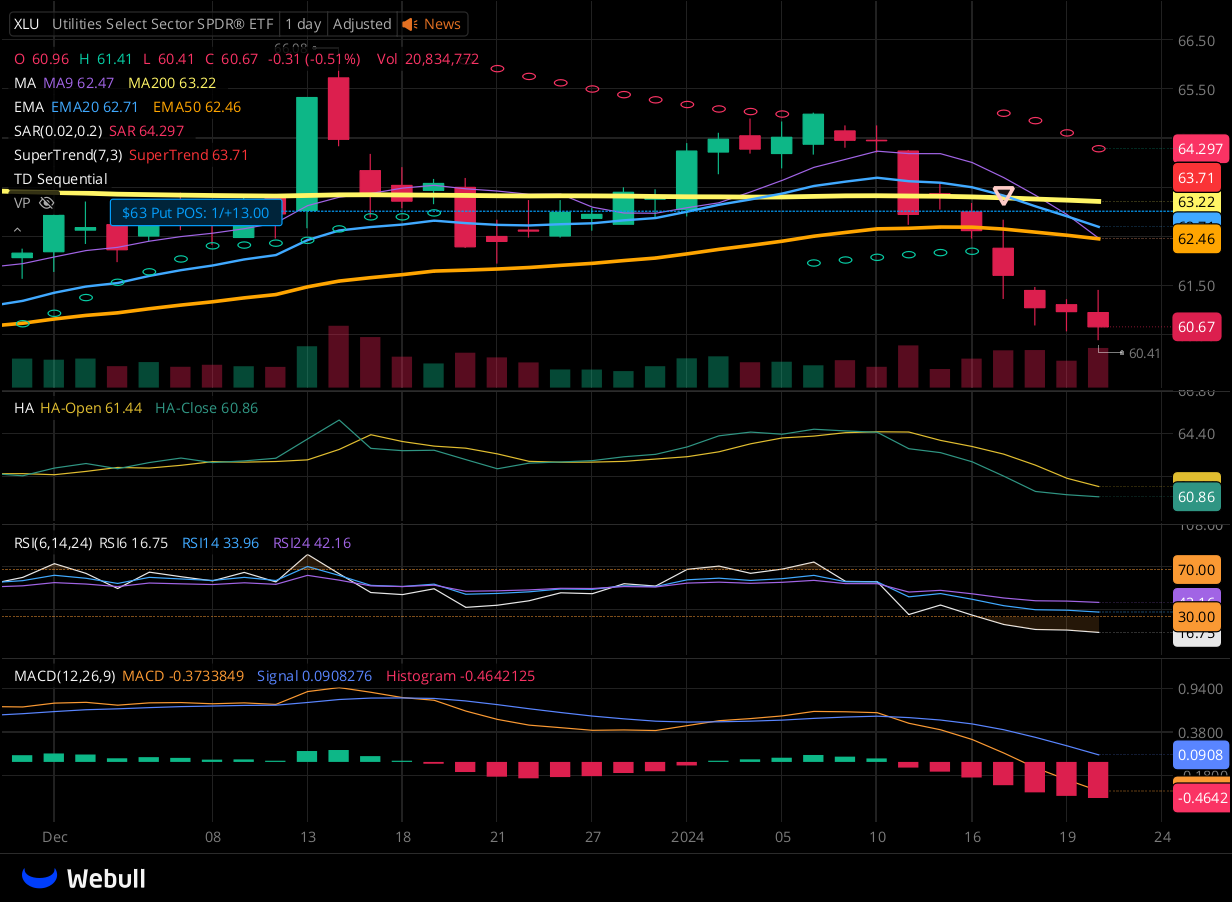 XLU Utilities Select Sector SPDR® ETF 1 day Adjusted News
66.50
O 60.96 H 61.41 L 60.41 C 60.67 -0.31 (-0.51%) Vol 20,834,772
MA MA9 62.47 MA200 63.22
65.50
EMA EMA20 62.71 EMA50 62.46
SAR(0.02,0.2) SAR 64.297
64.297
SuperTrend(7,3) SuperTrend 63.71
TD Sequential
63.71
VP
63.22
$63 Put POS: 1/+13.00
62.46
61.50
60.67
60.41
HA HA-Open 61.44 HA-Close 60.86
64.40
60.86
RSI(6,14,24) RSI6 16.75 RSI14 33.96 RSI24 42.16
70.00
30.00
16.75
MACD(12,26,9) MACD -0.3733849 Signal 0.0908276 Histogram -0.4642125
0.9400
0.3800
0.0908
-0.4642
Dec 08 13 18 21 27 2024 05 10 16 19 24
Webull